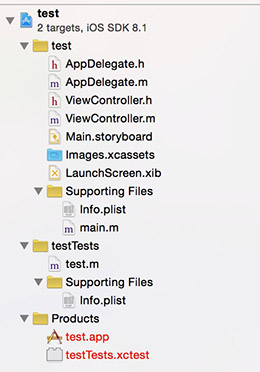 test
2 targets, iOS SDK 8.1
test
h AppDelegate.h
m AppDelegate.m
h ViewController.h
m ViewController.m
Main.storyboard
Images.xcassets
LaunchScreen.xib
Supporting Files
Info.plist
m main.m
testTests
m test.m
Supporting Files
Info.plist
Products
test.app
testTests.xctest